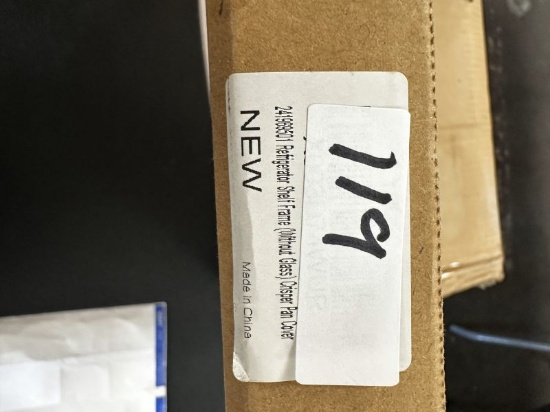 119
241969501 Refrigerator Shelf Frame (Without Glass) Crisper Pan Cover
NEW
Made in China